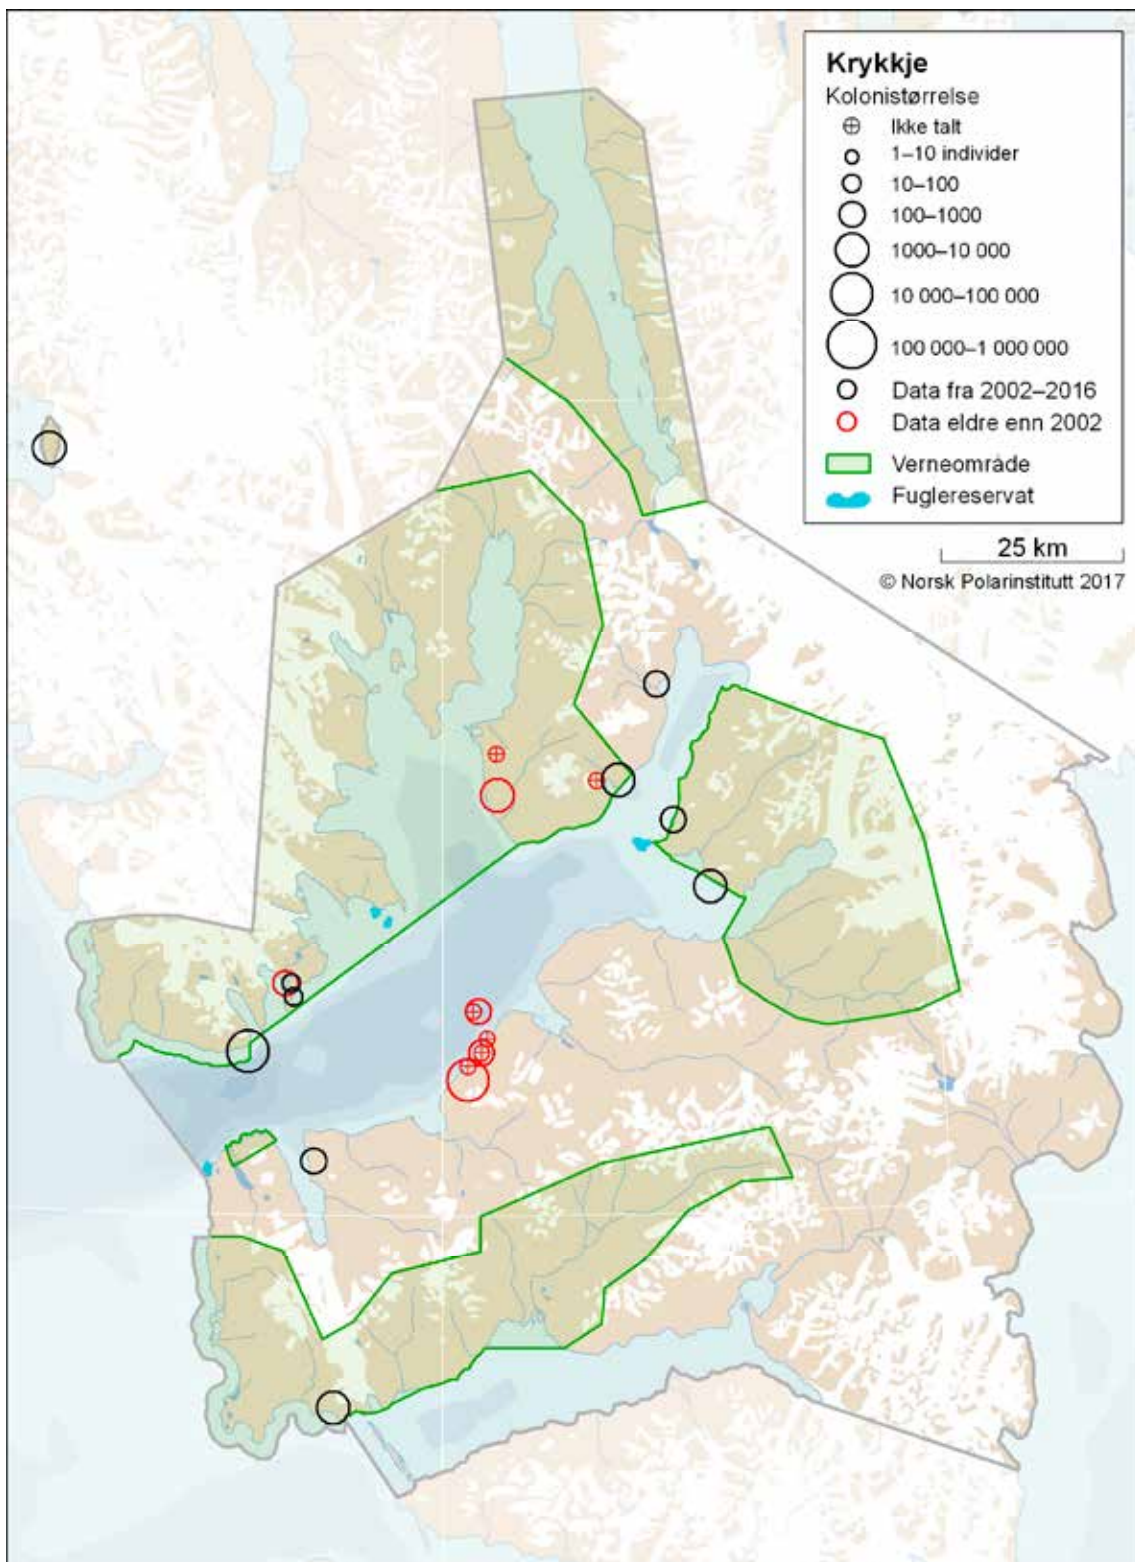 Krykkje
Kolonistørrelse
Ikke talt
1–10 individer
10–100
100–1000
1000–10 000
10 000–100 000
100 000–1 000 000
Data fra 2002–2016
Data eldre enn 2002
Verneområde
Fuglereservat
25 km
© Norsk Polarinstitutt 2017